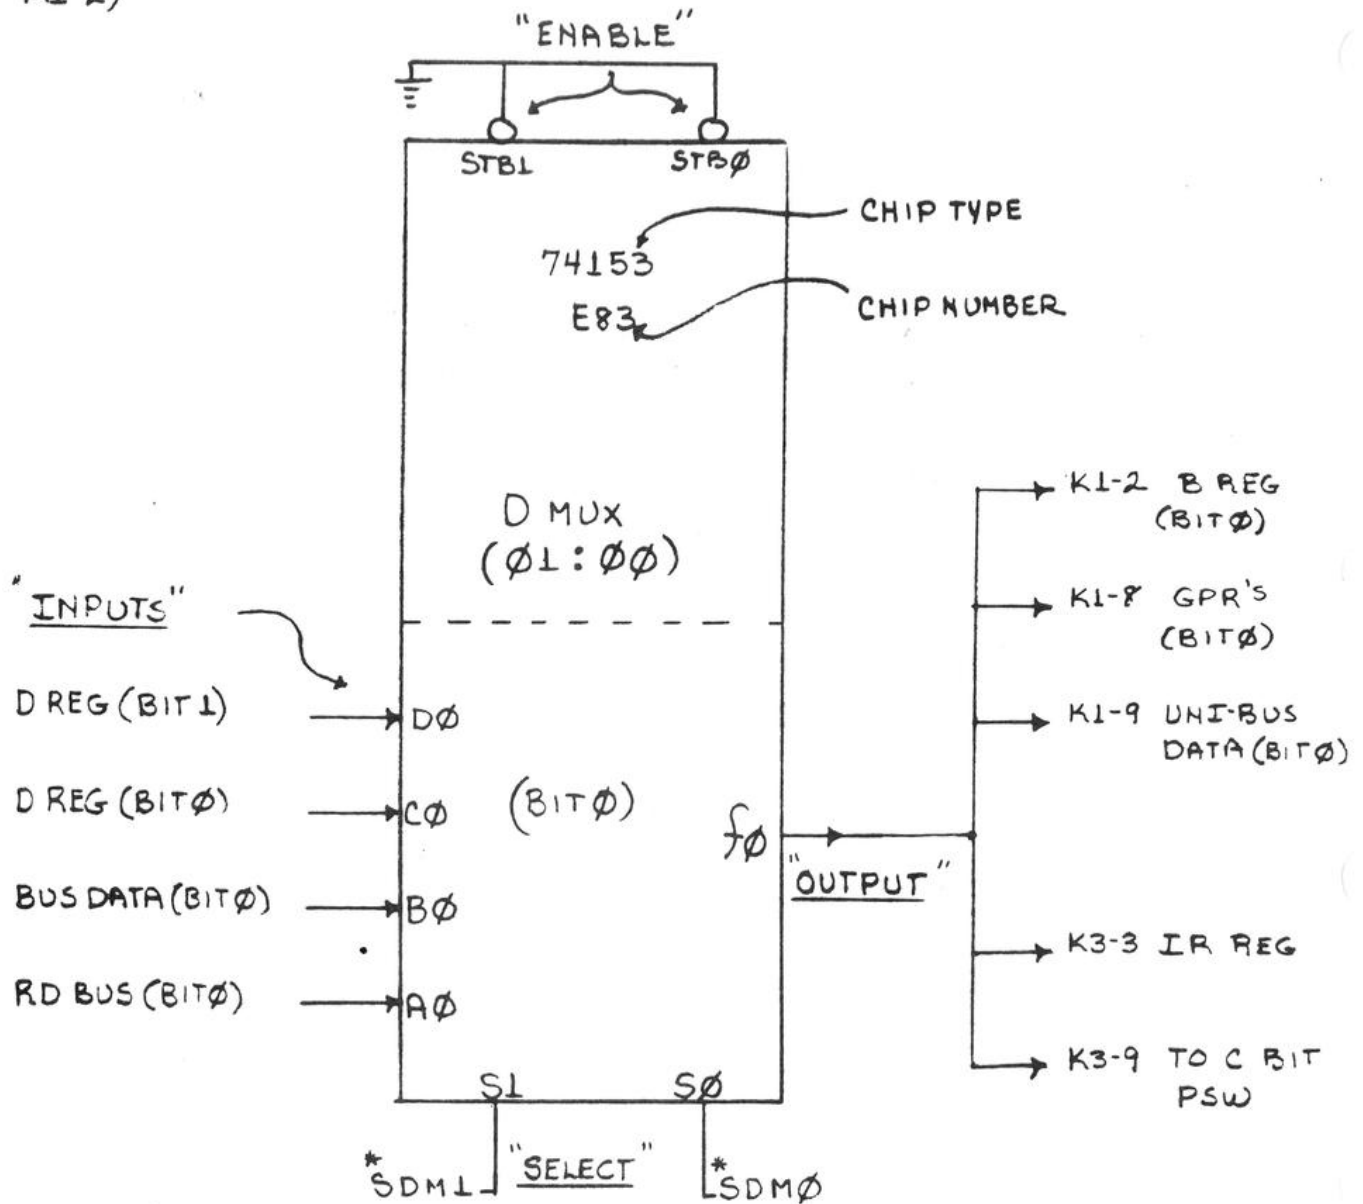 "ENABLE"
STB1 STBØ
CHIP TYPE
74153
E83
CHIP NUMBER
D MUX
(Ø1:ØØ)
"INPUTS"
D REG (BIT 1)
DØ
D REG (BITØ)
CØ
(BITØ)
BUS DATA (BITØ)
BØ
RD BUS (BITØ)
AØ
fØ
"OUTPUT"
K1-2 B REG
(BITØ)
K1-8 GPR'S
(BITØ)
K1-9 UNI-BUS
DATA (BITØ)
K3-3 IR REG
K3-9 TO C BIT
PSW
S1 SØ
*SDM1 "SELECT" *SDMØ